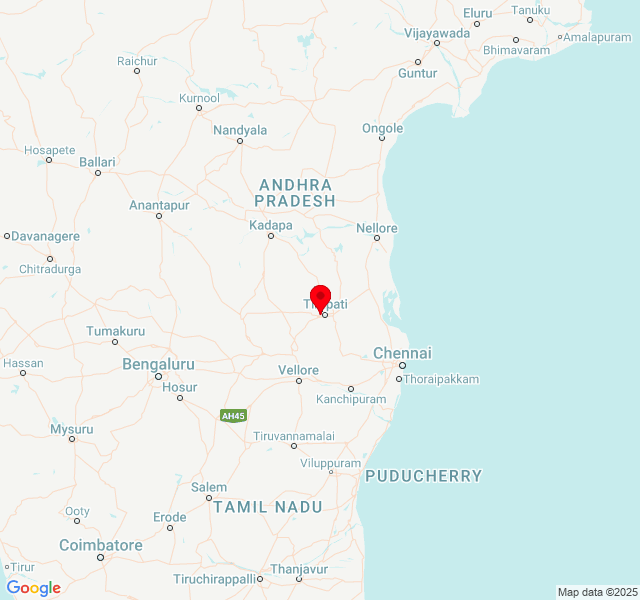 Tanuku
Eluru
Vijayawada
Amalapuram
Bhimavaram
Raichur
Guntur
Kurnool
Nandyala
Ongole
Hosapete
Ballari
ANDHRA
PRADESH
Anantapur
Kadapa
Nellore
Davanagere
Chitradurga
Tumakuru
Chennai
Hassan
Bengaluru
Vellore
Thoraipakkam
Hosur
Kanchipuram
AH45
Mysuru
Tiruvannamalai
Viluppuram
PUDUCHERRY
Salem
TAMIL NADU
Ooty
Erode
Coimbatore
Tirur
Thanjavur
Tiruchirappalli
Google
Map data ©2025